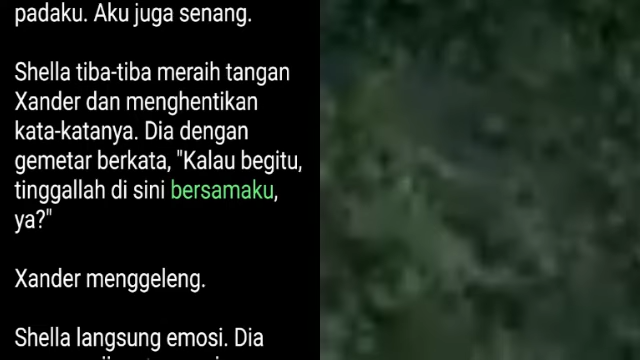 padaku. Aku juga senang.
Shella tiba-tiba meraih tangan
Xander dan menghentikan
kata-katanya. Dia dengan
gemetar berkata, "Kalau begitu,
tinggallah di sini bersamaku,
ya?"
Xander menggeleng.
Shella langsung emosi. Dia